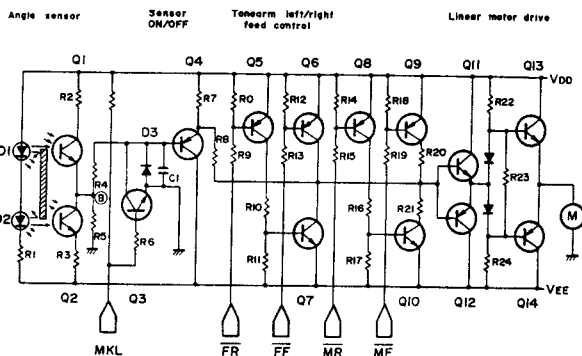 Angle sensor
Sensor ON/OFF
Tonearm left/right feed control
Linear motor drive
Q1
Q4
Q5
Q6
Q8
Q9
Q11
Q13
VDD
R2
R7
R0
R12
R14
R18
R22
D1
D3
R8
R9
R13
R15
R19
R20
R4
C1
R23
B
D2
R5
R6
R10
R16
R21
M
R1
R3
R11
R17
R24
VEE
Q2
Q3
Q7
Q10
Q12
Q14
MKL
FR
FF
MR
MF